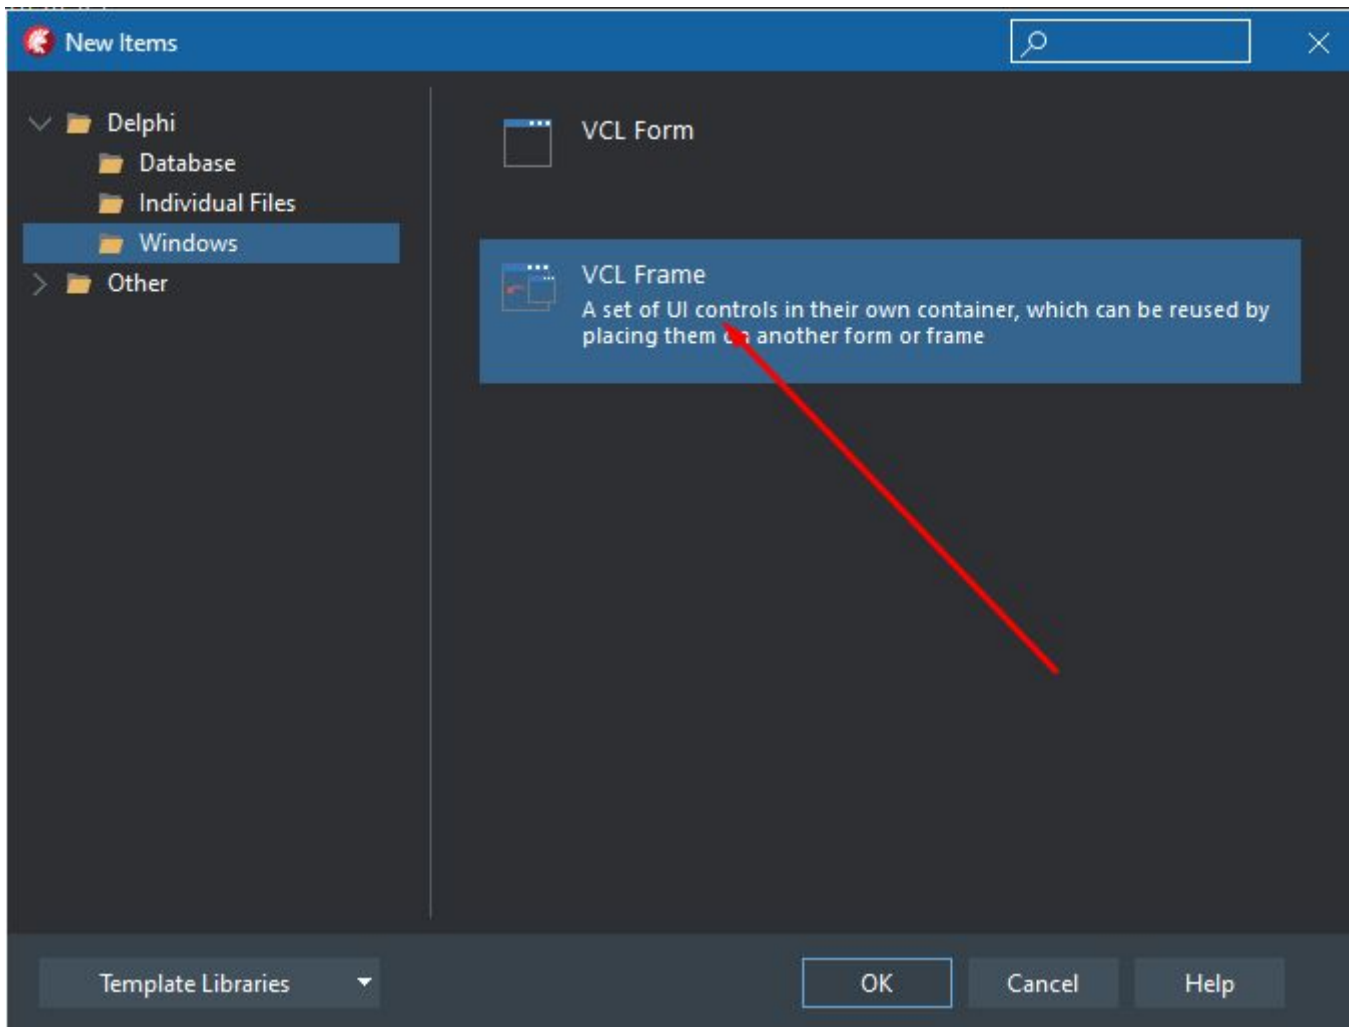 New Items
Delphi
Database
Individual Files
Windows
Other
VCL Form
VCL Frame
A set of UI controls in their own container, which can be reused by
placing them on another form or frame
Template Libraries
OK
Cancel
Help